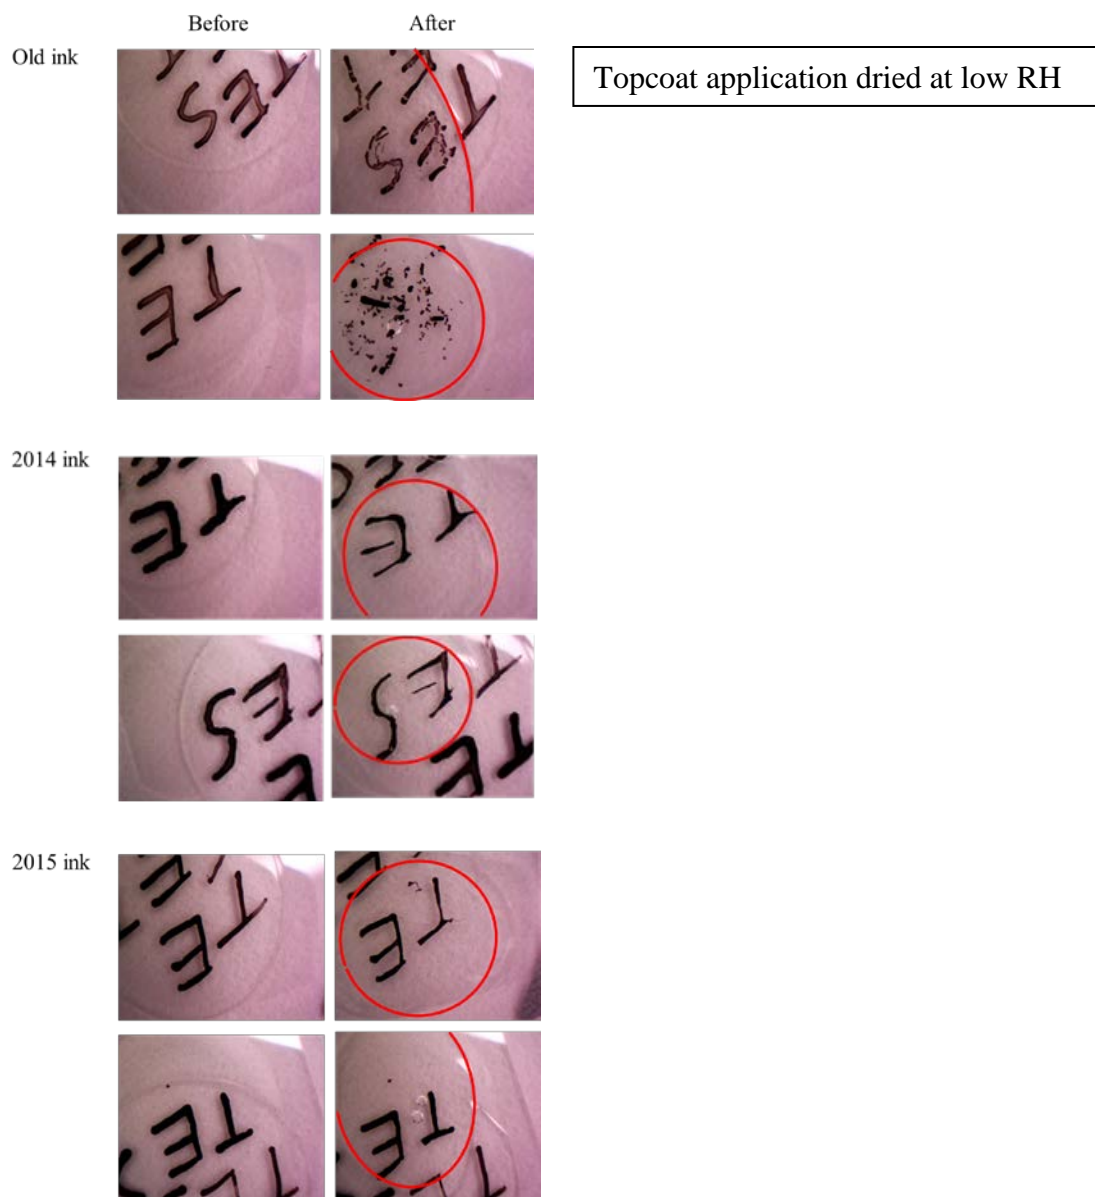 Before After
Old ink
Topcoat application dried at low RH
2014 ink
2015 ink